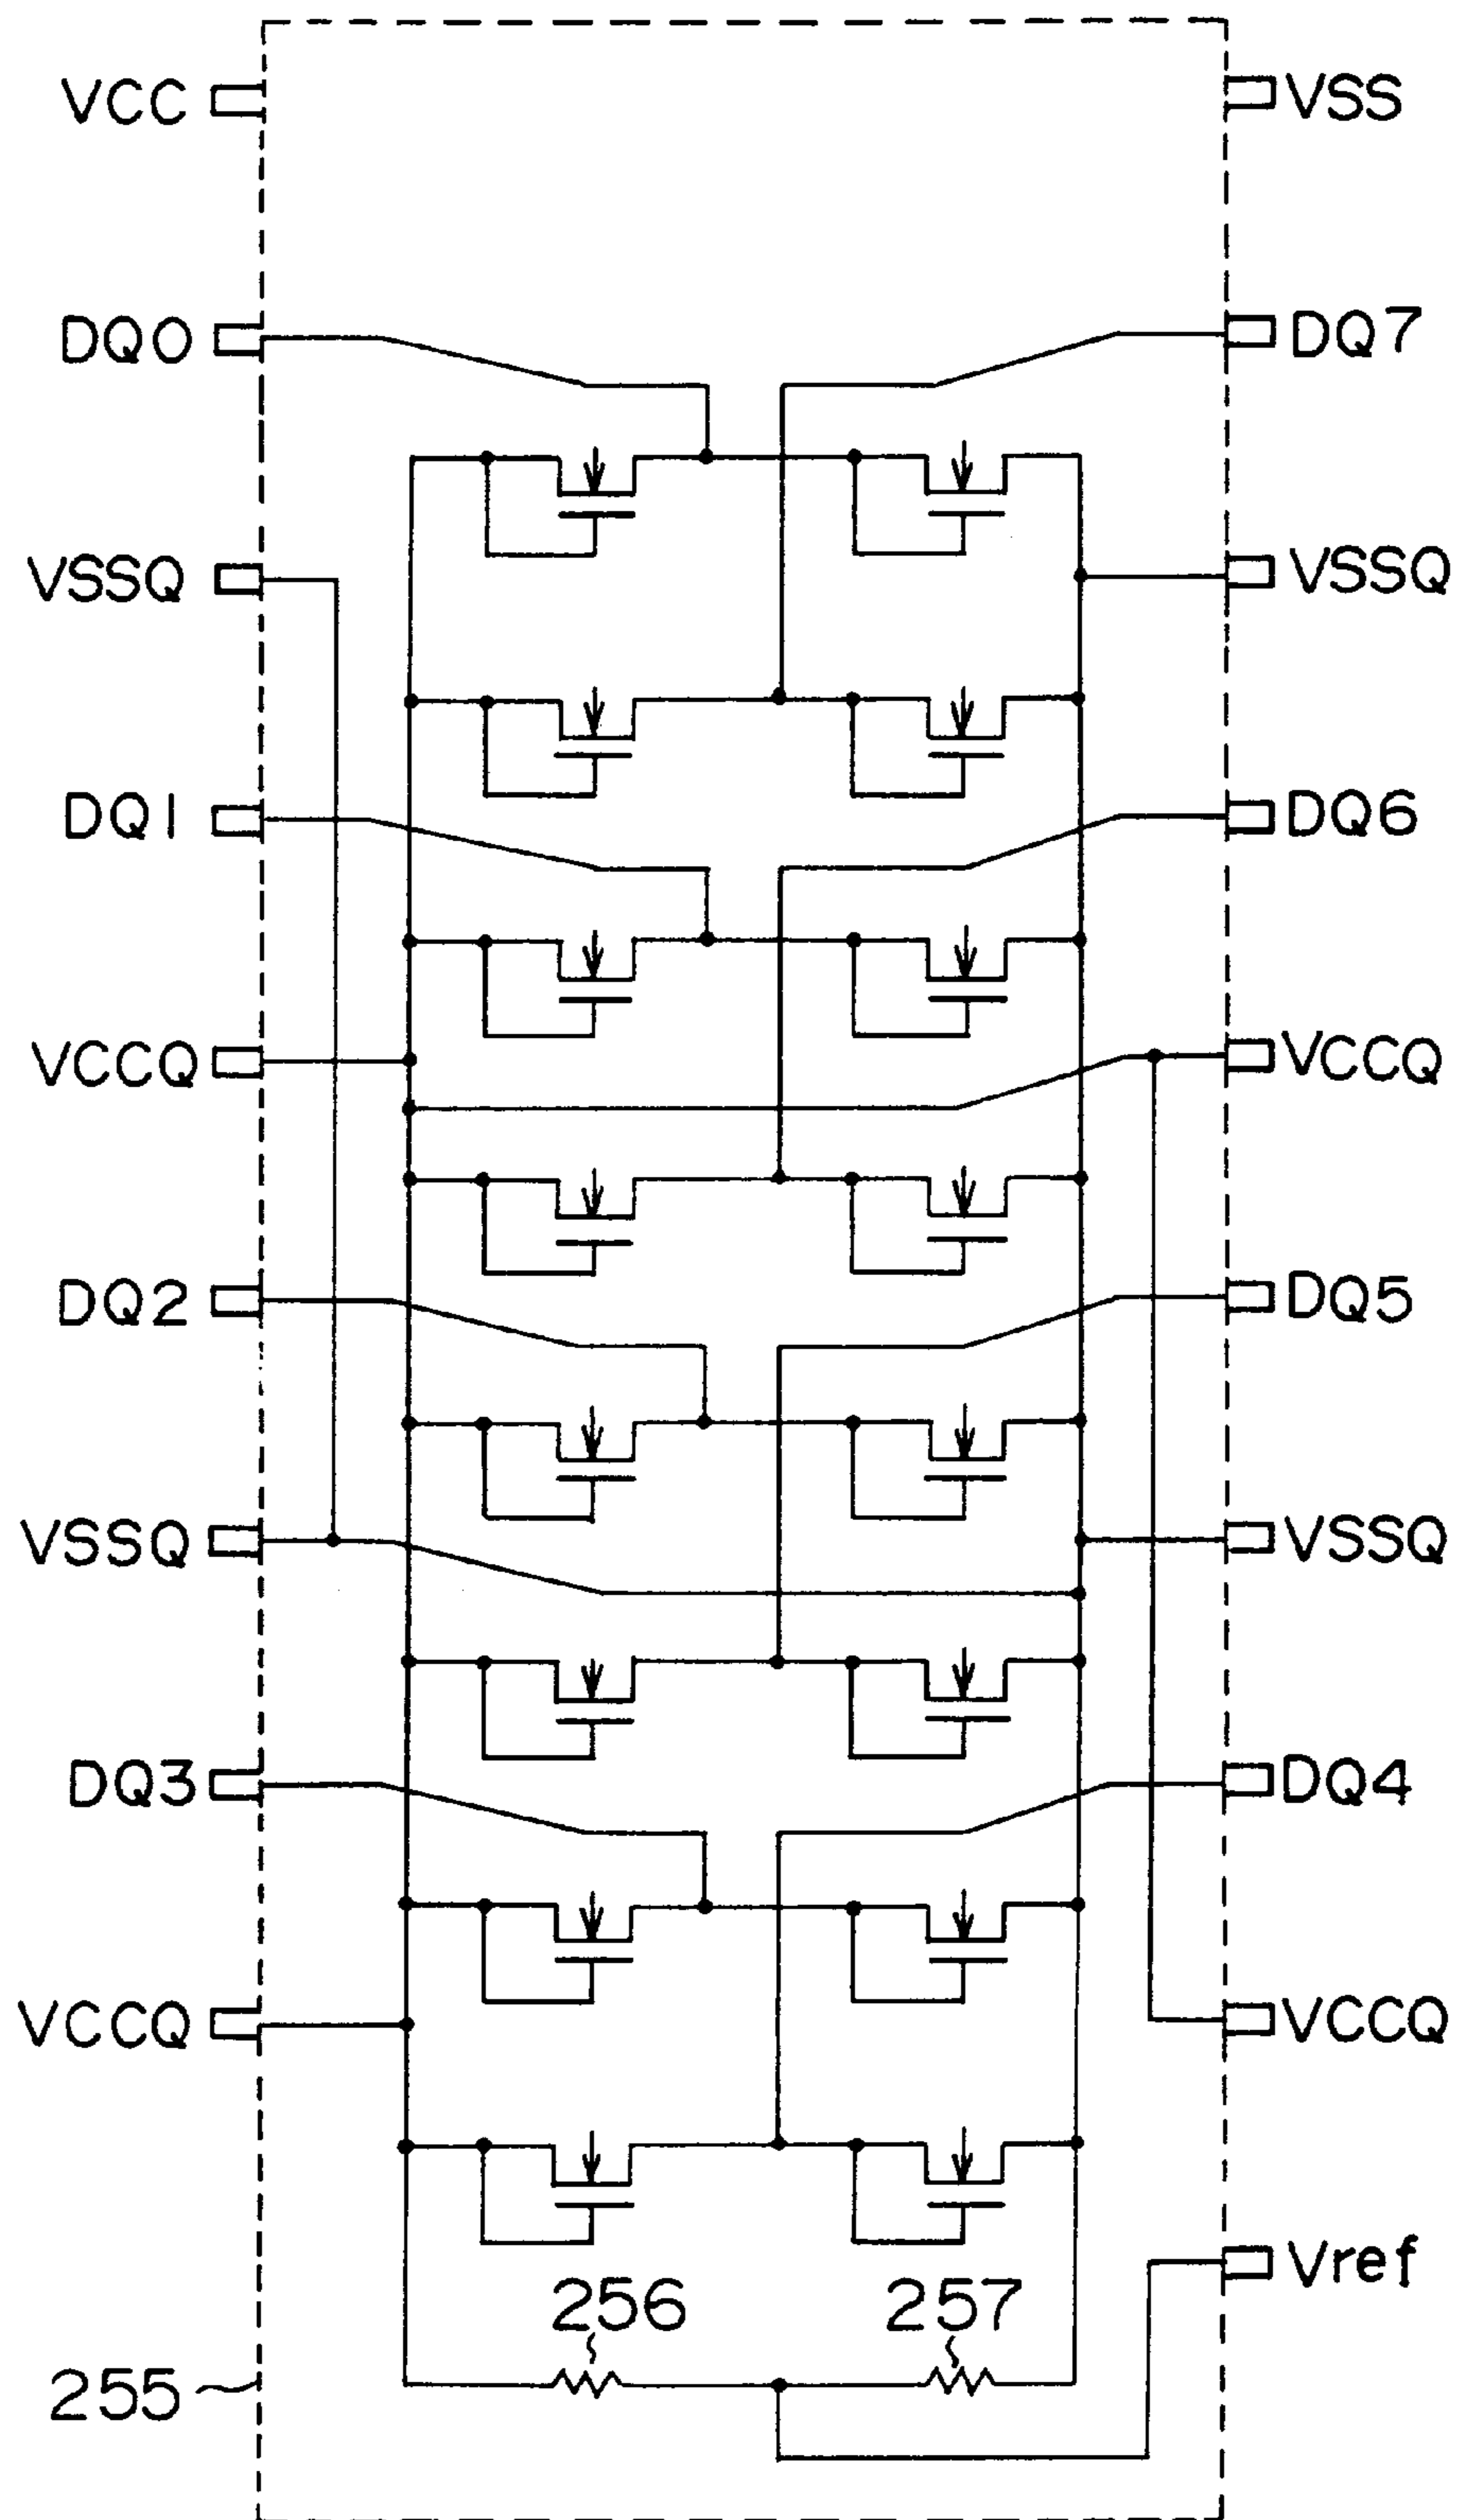 VCC
VSS
DQ0
DQ7
VSSQ
VSSQ
DQ1
DQ6
VCCQ
VCCQ
DQ2
DQ5
VSSQ
VSSQ
DQ3
DQ4
VCCQ
VCCQ
Vref
256
257
255